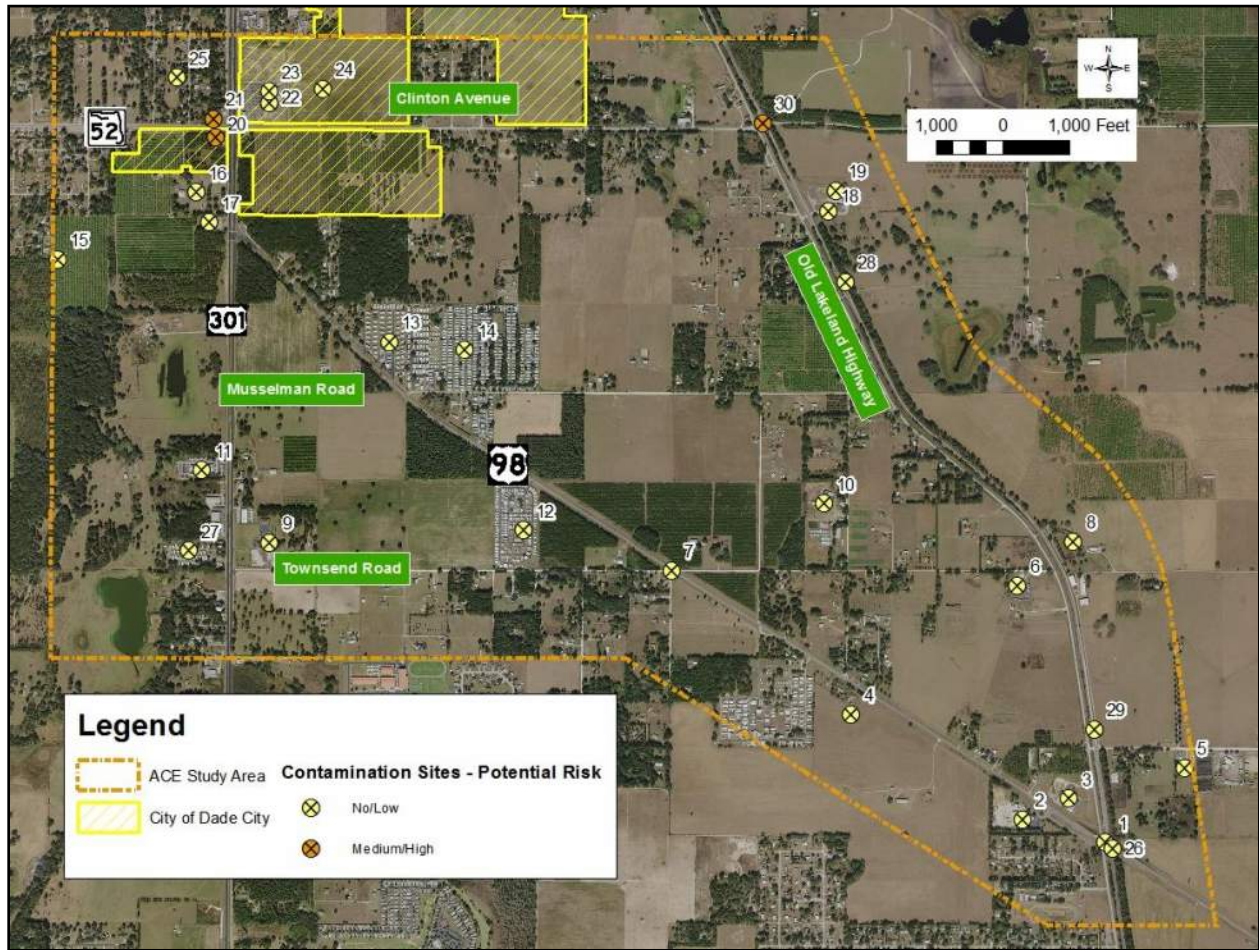 25
23
24
22
21
20
Clinton Avenue
52
30
N
W E
S
1,000 0 1,000 Feet
16
17
15
19
18
28
Old Lakeland Highway
301
13
14
Musselman Road
11
98
10
27
9
12
Townsend Road
7
8
6
4
29
5
3
2
1
26
Legend
ACE Study Area
City of Dade City
Contamination Sites - Potential Risk
No/Low
Medium/High